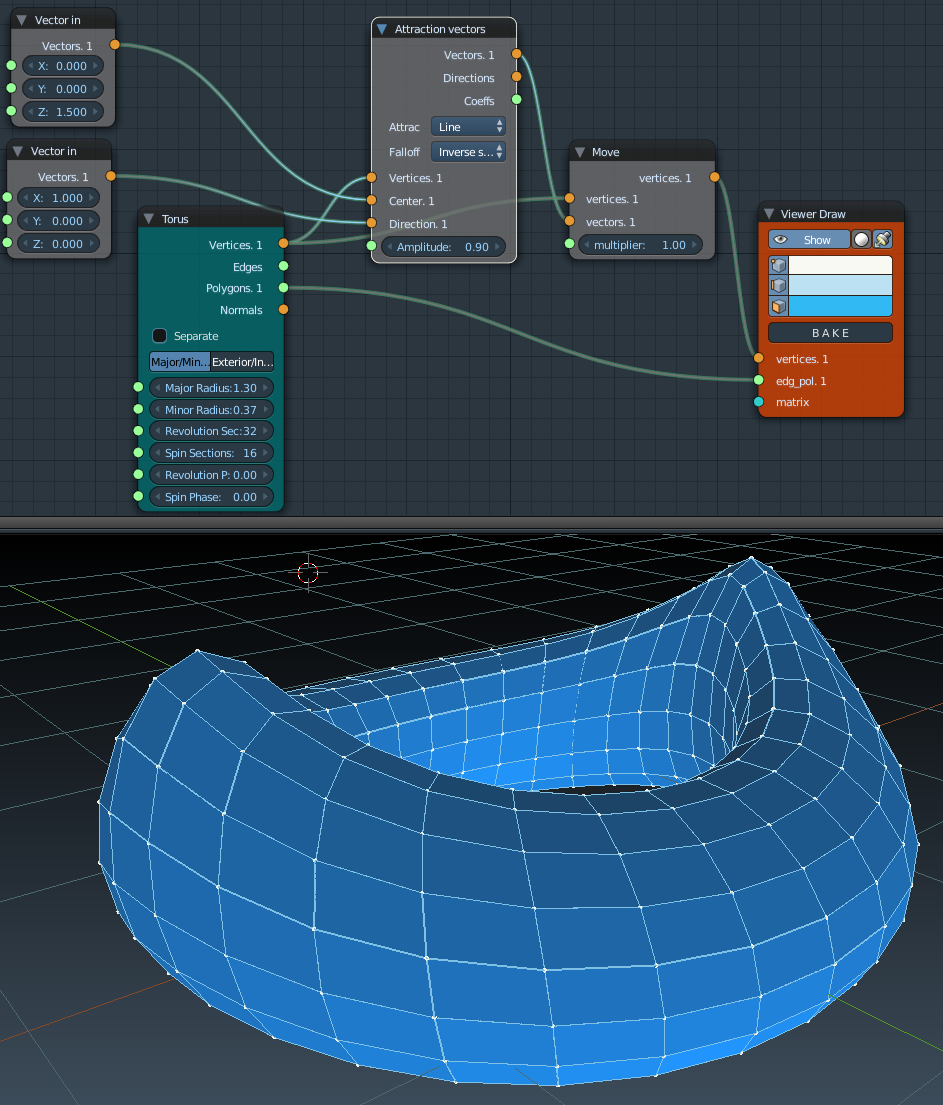 Vector in
Vectors. 1
X: 0.000
Y: 0.000
Z: 1.500
Vector in
Vectors. 1
X: 1.000
Y: 0.000
Z: 0.000
Torus
Vertices. 1
Edges
Polygons. 1
Normals
Separate
Major/Min... Exterior/In...
Major Radius:1.30
Minor Radius:0.37
Revolution Sec:32
Spin Sections: 16
Revolution P: 0.00
Spin Phase: 0.00
Attraction vectors
Vectors. 1
Directions
Coeffs
Attrac Line
Falloff Inverse s...
Vertices. 1
Center. 1
Direction. 1
Amplitude: 0.90
Move
vertices. 1
vertices. 1
vectors. 1
multiplier: 1.00
Viewer Draw
Show
BAKE
vertices. 1
edg_pol. 1
matrix